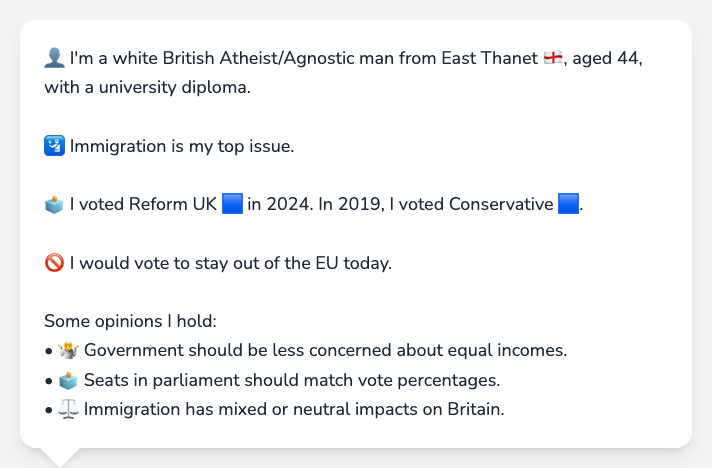 👤 I'm a white British Atheist/Agnostic man from East Thanet 🏴󠁧󠁢󠁥󠁮󠁧󠁿, aged 44,
with a university diploma.
🛂 Immigration is my top issue.
🗳️ I voted Reform UK 🟦 in 2024. In 2019, I voted Conservative 🟦.
🚫 I would vote to stay out of the EU today.
Some opinions I hold:
• 🤷 Government should be less concerned about equal incomes.
• 🗳️ Seats in parliament should match vote percentages.
• ⚖️ Immigration has mixed or neutral impacts on Britain.